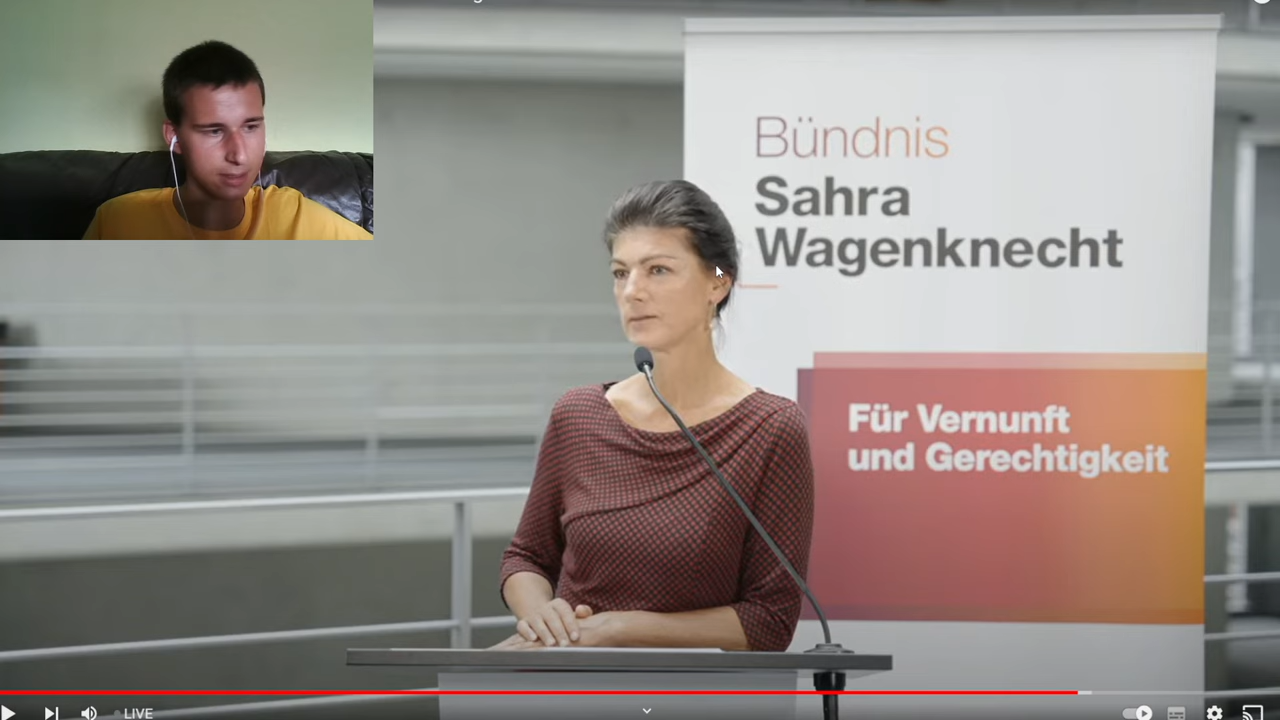 Bündnis
Sahra
Wagenknecht
Für Vernunft
und Gerechtigkeit
LIVE